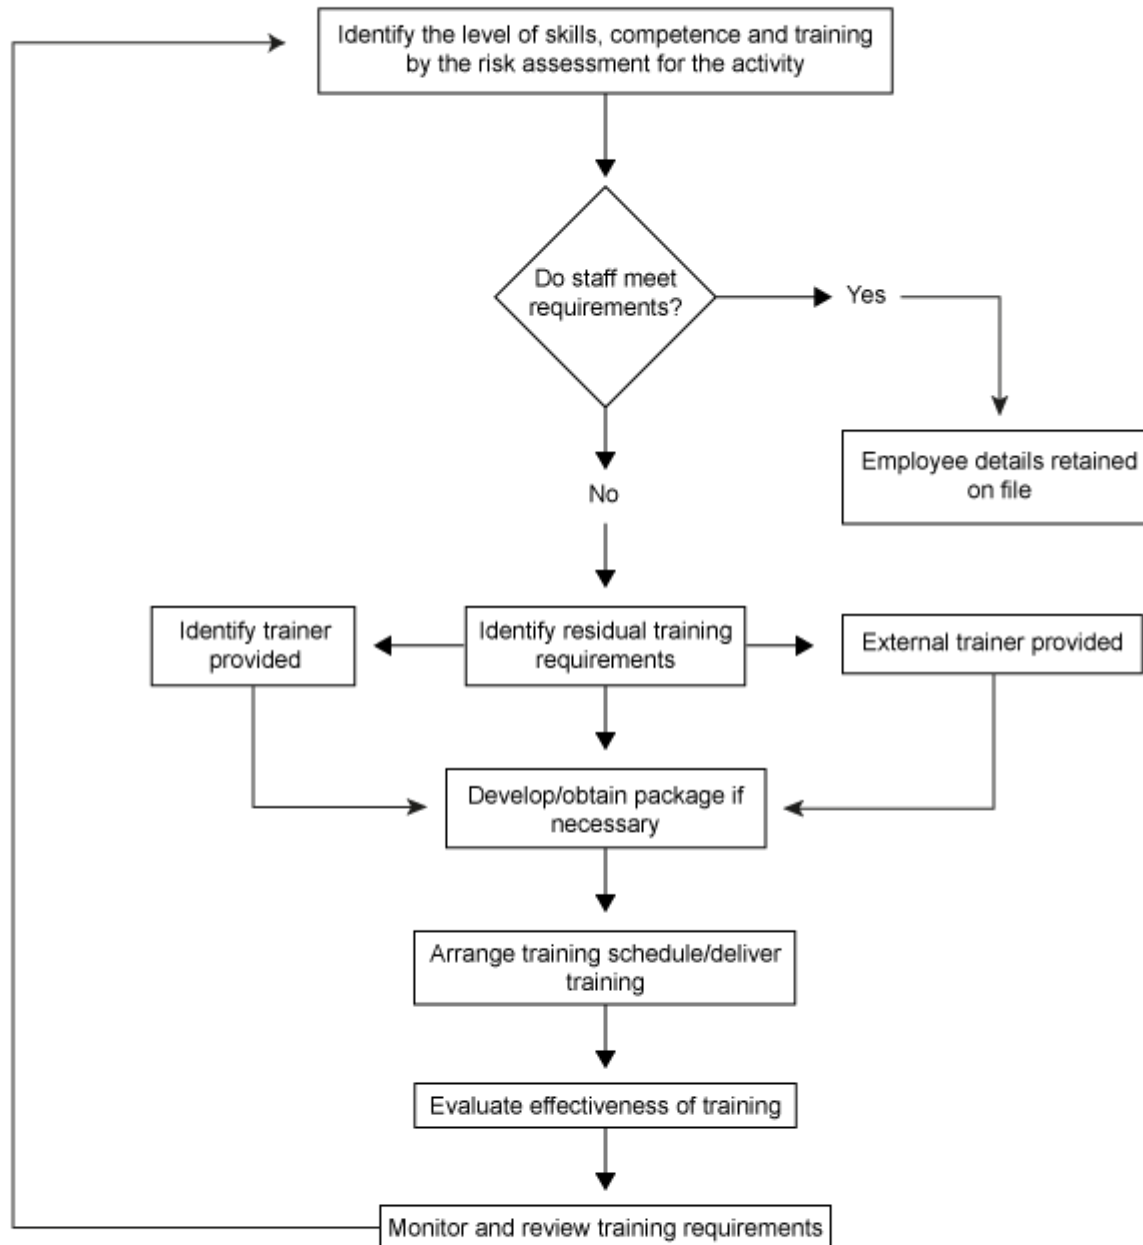 Identify the level of skills, competence and training
by the risk assessment for the activity
Do staff meet
requirements?
Yes
Employee details retained
on file
No
Identify trainer
provided
Identify residual training
requirements
External trainer provided
Develop/obtain package if
necessary
Arrange training schedule/deliver
training
Evaluate effectiveness of training
Monitor and review training requirements